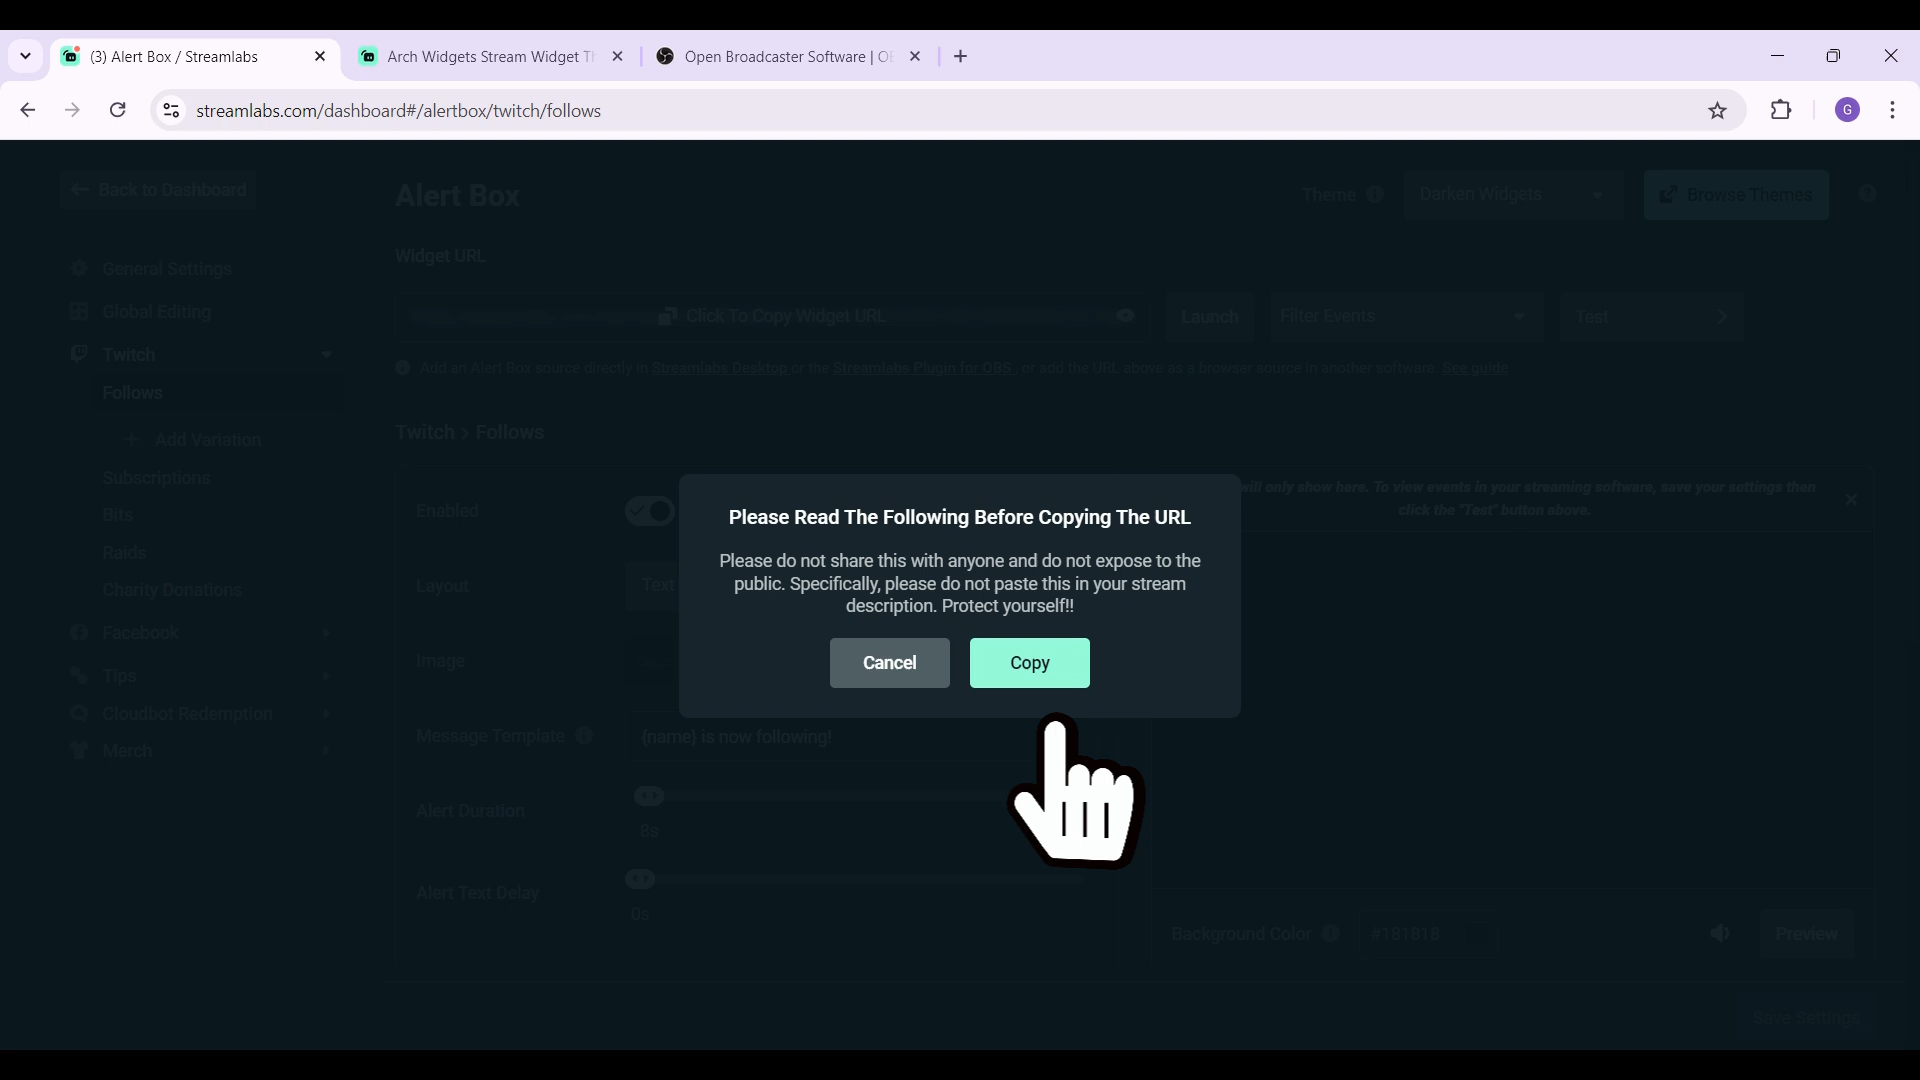 (3) Alert Box / Streamlabs
Arch Widgets Stream Widget Th
Open Broadcaster Software | OB
streamlabs.com/dashboard#/alertbox/twitch/follows
G
Back to Dashboard
Alert Box
Theme
Darken Widgets
Browse Themes
Widget URL
General Settings
Global Editing
Click To Copy Widget URL
Launch
Filter Events
Test
Twitch
Add an Alert Box source directly in Streamlabs Desktop or the Streamlabs Plugin for OBS, or add the URL above as a browser source in another software. See guide
Follows
Twitch > Follows
Add Variation
Subscriptions
Bits
Raids
Charity Donations
Facebook
Tips
Cloudbot Redemption
Merch
Enabled
will only show here. To view events in your streaming software, save your settings then
click the "Test" button above.
Please Read The Following Before Copying The URL
Please do not share this with anyone and do not expose to the
public. Specifically, please do not paste this in your stream
description. Protect yourself!!
Cancel
Copy
Layout
Text
Image
Message Template
{name} is now following!
Alert Duration
8s
Alert Text Delay
0s
Background Color
#181818
Preview
Save Settings